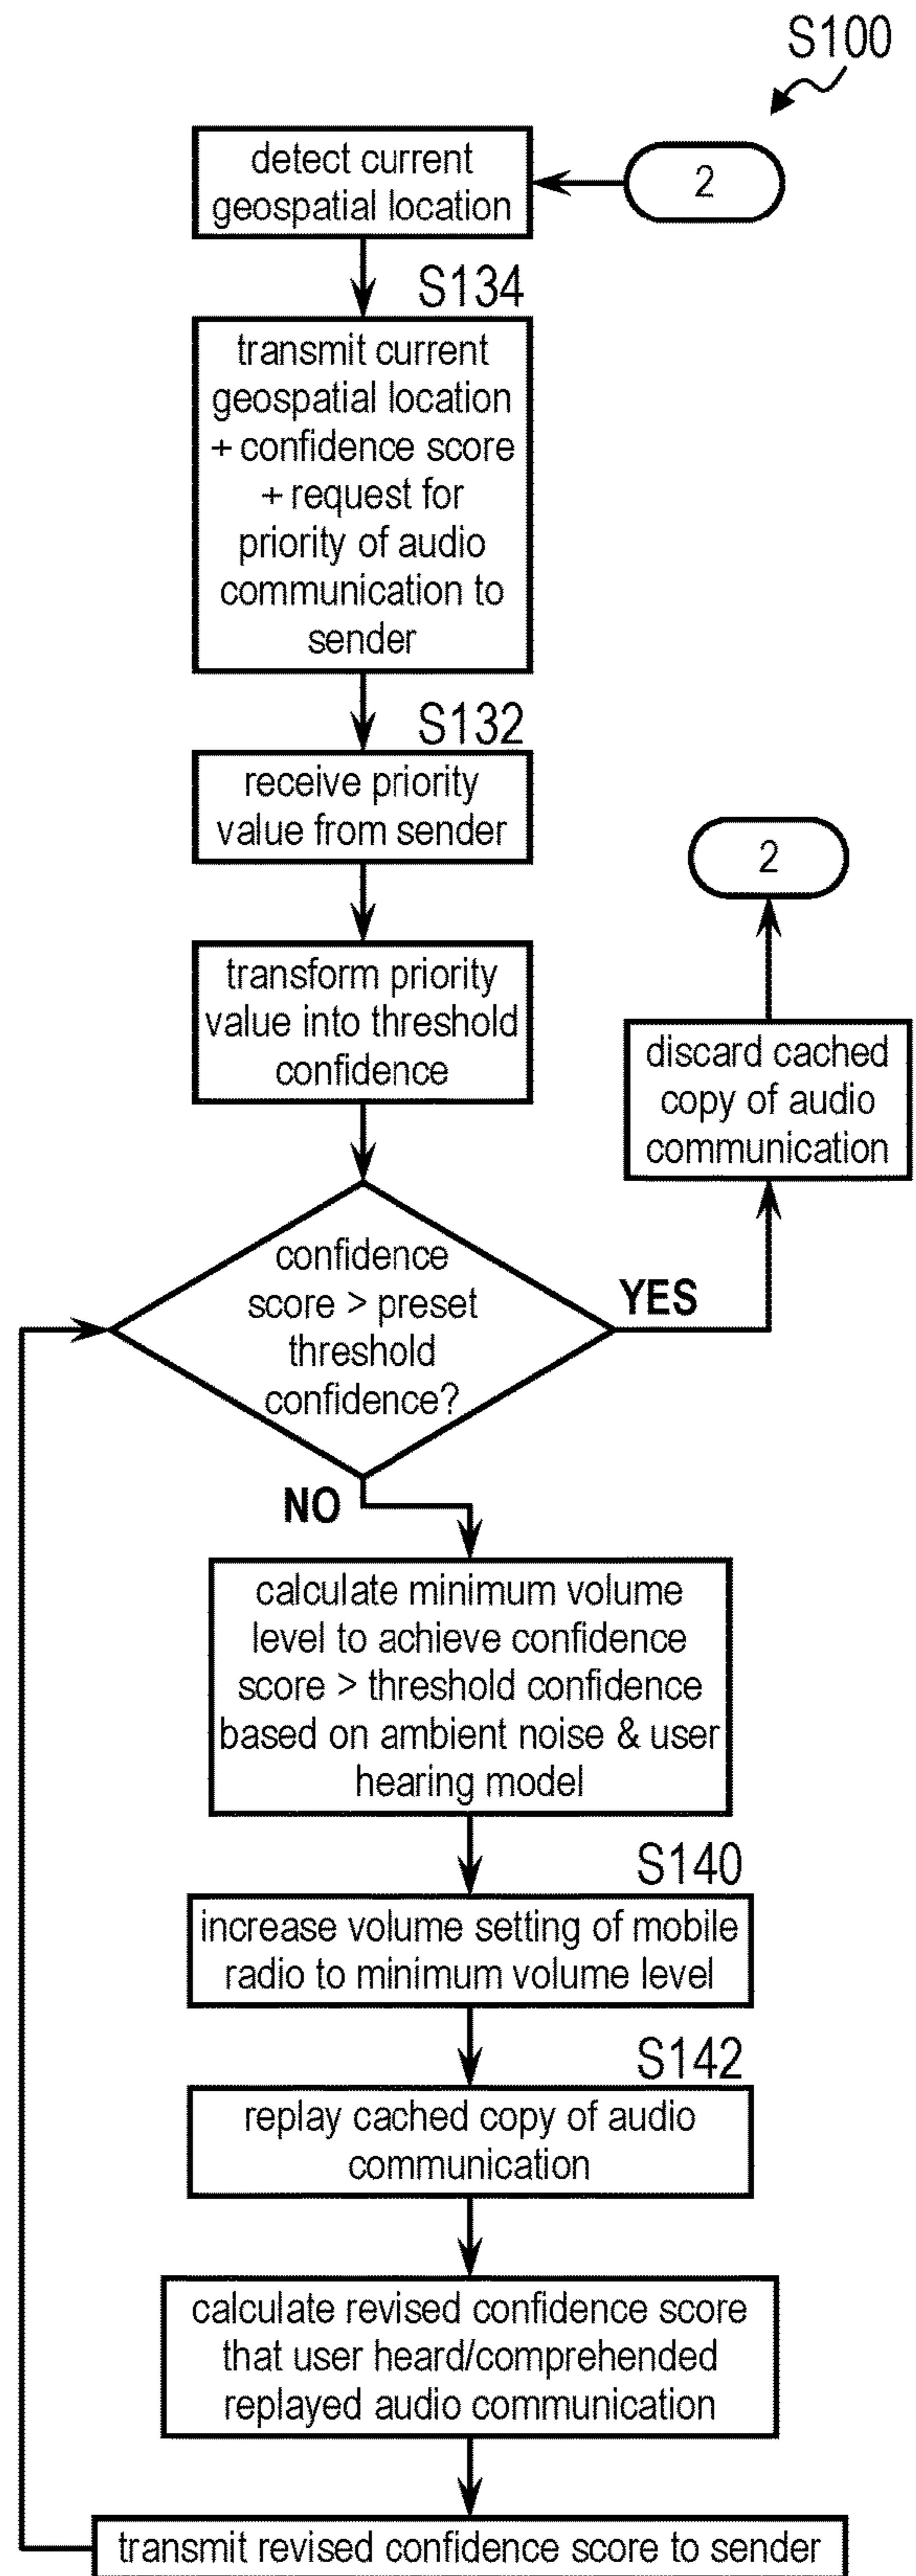 S100
2
detect current
geospatial location
S134
transmit current
geospatial location
+ confidence score
+ request for
priority of audio
communication to
sender
S132
receive priority
value from sender
transform priority
value into threshold
confidence
2
discard cached
copy of audio
communication
confidence
score > preset
threshold
confidence?
YES
NO
calculate minimum volume
level to achieve confidence
score > threshold confidence
based on ambient noise & user
hearing model
S140
increase volume setting of mobile
radio to minimum volume level
S142
replay cached copy of audio
communication
calculate revised confidence score
that user heard/comprehended
replayed audio communication
transmit revised confidence score to sender